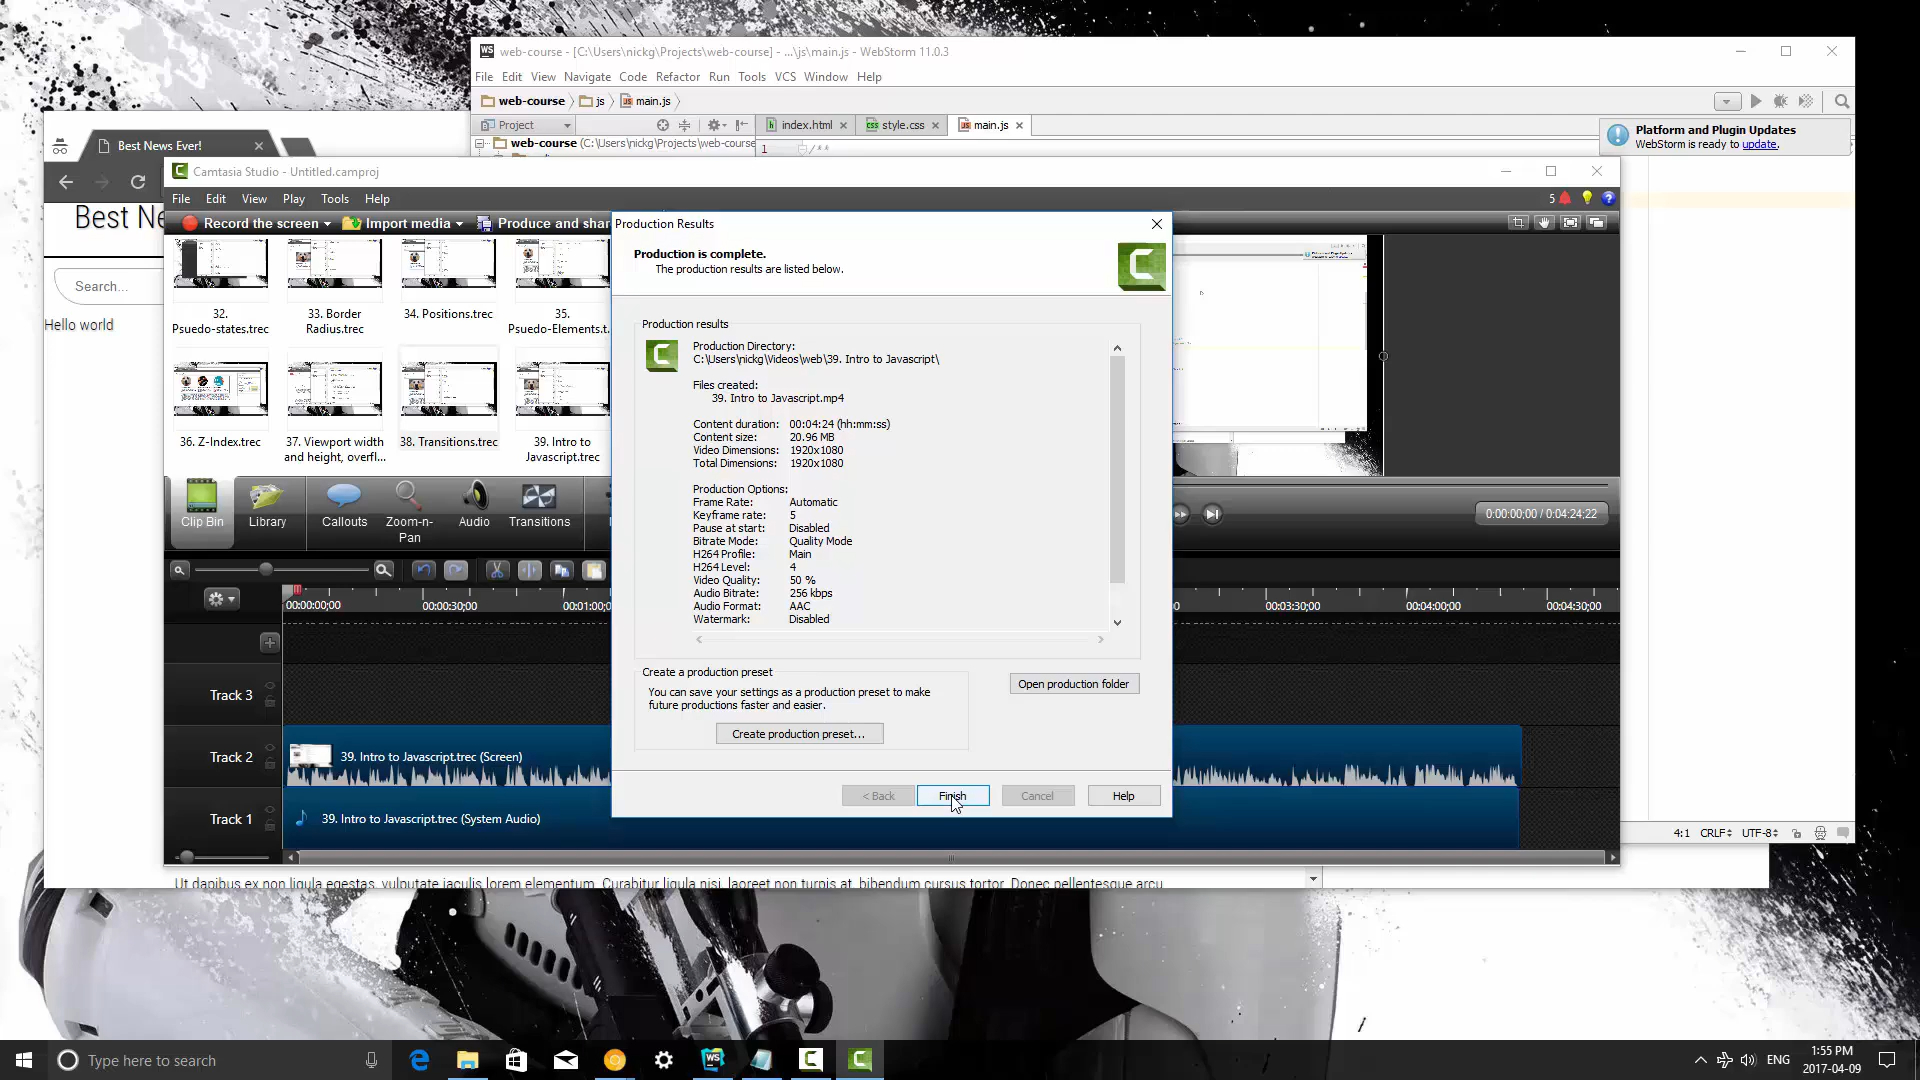 WS web-course - [C:\Users\nickg\Projects\web-course] - ...\js\main.js - WebStorm 11.0.3
File Edit View Navigate Code Refactor Run Tools VCS Window Help
web-course js main.js
Project index.html style.css main.js
web-course (C:\Users\nickg\Projects\web-course
1 /**
Platform and Plugin Updates
WebStorm is ready to update.
Best News Ever!
Best Ne
Search...
Hello world
Camtasia Studio - Untitled.camproj
File Edit View Play Tools Help
5
Record the screen Import media Produce and shar
32.
Psuedo-states.trec
33. Border
Radius.trec
34. Positions.trec
35.
Psuedo-Elements.t...
36. Z-Index.trec
37. Viewport width
and height, overfl...
38. Transitions.trec
39. Intro to
Javascript.trec
Clip Bin
Library
Callouts
Zoom-n-
Pan
Audio
Transitions
0:00:00;00 / 0:04:24;22
00:00:00;00 00:00:30;00 00:01:0 00:03:30;00 00:04:00;00 00:04:30;00
Track 3
Track 2
39. Intro to Javascript.trec (Screen)
Track 1
39. Intro to Javascript.trec (System Audio)
Production Results
Production is complete.
The production results are listed below.
Production results
Production Directory:
C:\Users\nickg\Videos\web\39. Intro to Javascript\
Files created:
39. Intro to Javascript.mp4
Content duration: 00:04:24 (hh:mm:ss)
Content size: 20.96 MB
Video Dimensions: 1920x1080
Total Dimensions: 1920x1080
Production Options:
Frame Rate: Automatic
Keyframe rate: 5
Pause at start: Disabled
Bitrate Mode: Quality Mode
H264 Profile: Main
H264 Level: 4
Video Quality: 50 %
Audio Bitrate: 256 kbps
Audio Format: AAC
Watermark: Disabled
Create a production preset
You can save your settings as a production preset to make
future productions faster and easier.
Create production preset...
Open production folder
< Back Finish Cancel Help
4:1 CRLF UTF-8
Ut dapibus ex non ligula egestas, vulputate iaculis lorem elementum. Curabitur ligula nisi, laoreet non turpis at, bibendum cursus tortor. Donec pellentesque arcu
Type here to search
WS
ENG
1:55 PM
2017-04-09